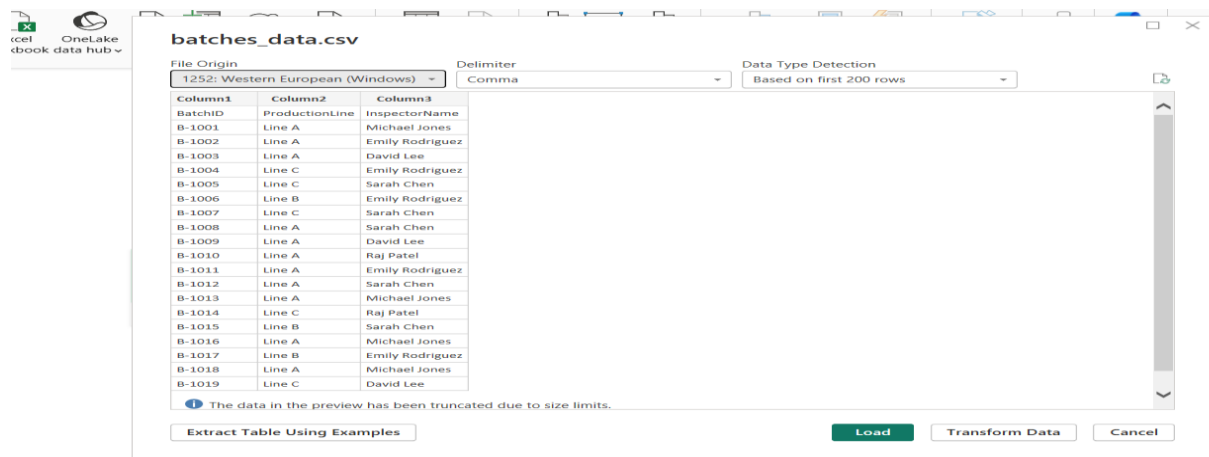 OneLake
data hub
batches_data.csv
File Origin Delimiter Data Type Detection
1252: Western European (Windows) Comma Based on first 200 rows
Column1 Column2 Column3
BatchID ProductionLine InspectorName
B-1001 Line A Michael Jones
B-1002 Line A Emily Rodriguez
B-1003 Line A David Lee
B-1004 Line C Emily Rodriguez
B-1005 Line C Sarah Chen
B-1006 Line B Emily Rodriguez
B-1007 Line C Sarah Chen
B-1008 Line A Sarah Chen
B-1009 Line A David Lee
B-1010 Line A Raj Patel
B-1011 Line A Emily Rodriguez
B-1012 Line A Sarah Chen
B-1013 Line A Michael Jones
B-1014 Line C Raj Patel
B-1015 Line B Sarah Chen
B-1016 Line A Michael Jones
B-1017 Line B Emily Rodriguez
B-1018 Line A Michael Jones
B-1019 Line C David Lee
The data in the preview has been truncated due to size limits.
Extract Table Using Examples Load Transform Data Cancel